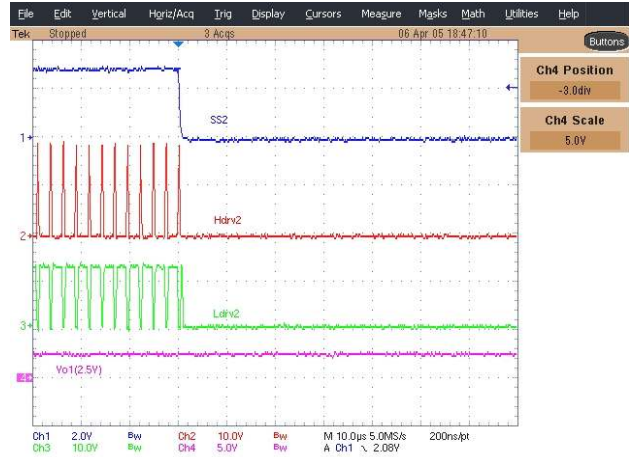 File Edit Vertical Horiz/Acq Trig Display Cursors Measure Masks Math Utilities Help
Tek Stopped 3 Acqs 06 Apr 05 18:47:10
Buttons
Ch4 Position
-3.0div
Ch4 Scale
5.0V
SS2
1
Hdrv2
2
Ldrv2
3
Vo1(2.5V)
4
Ch1 2.0V Bw Ch2 10.0V Bw M 10.0µs 5.0MS/s 200ns/pt
Ch3 10.0V Bw Ch4 5.0V Bw A Ch1 \ 2.08V